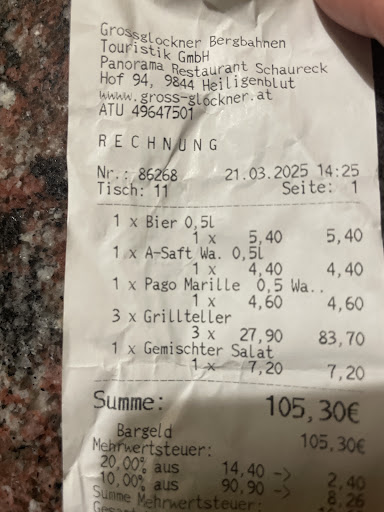 Grossglockner Bergbahnen
Touristik GmbH
Panorama Restaurant Schaureck
Hof 94, 9844 Heiligenblut
www.gross-glockner.at
ATU 49647501
RECHNUNG
Nr.: 86268 21.03.2025 14:25
Tisch: 11 Seite: 1
1 x Bier 0,5l
1 x 5,40 5,40
1 x A-Saft Wa. 0,5l
1 x 4,40 4,40
1 x Pago Marille 0,5 Wa..
1 x 4,60 4,60
3 x Grillteller
3 x 27,90 83,70
1 x Gemischter Salat
1 x 7,20 7,20
Summe: 105,30€
Bargeld 105,30€
Mehrwertsteuer:
20,00% aus 14,40 -> 2,40
10,00% aus 90,90 -> 8,26
Summe Mehrwertsteuer: